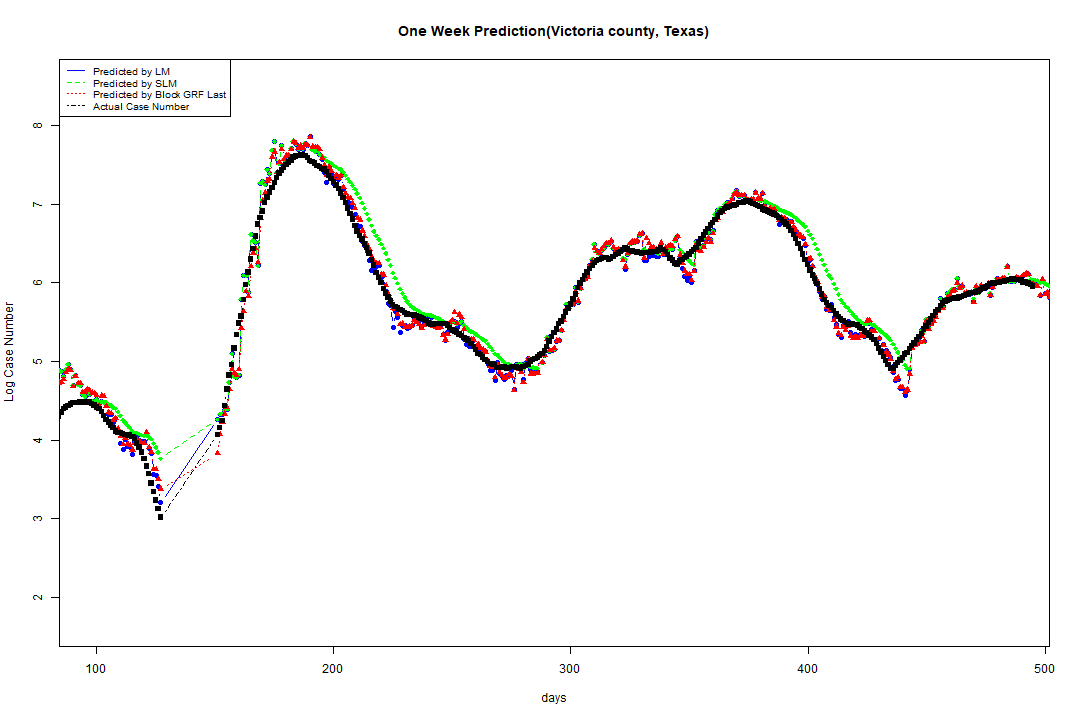 One Week Prediction(Victoria county, Texas)
Predicted by LM
Predicted by SLM
Predicted by Block GRF Last
Actual Case Number
8
7
6
5
4
3
2
Log Case Number
100 200 300 400 500
days